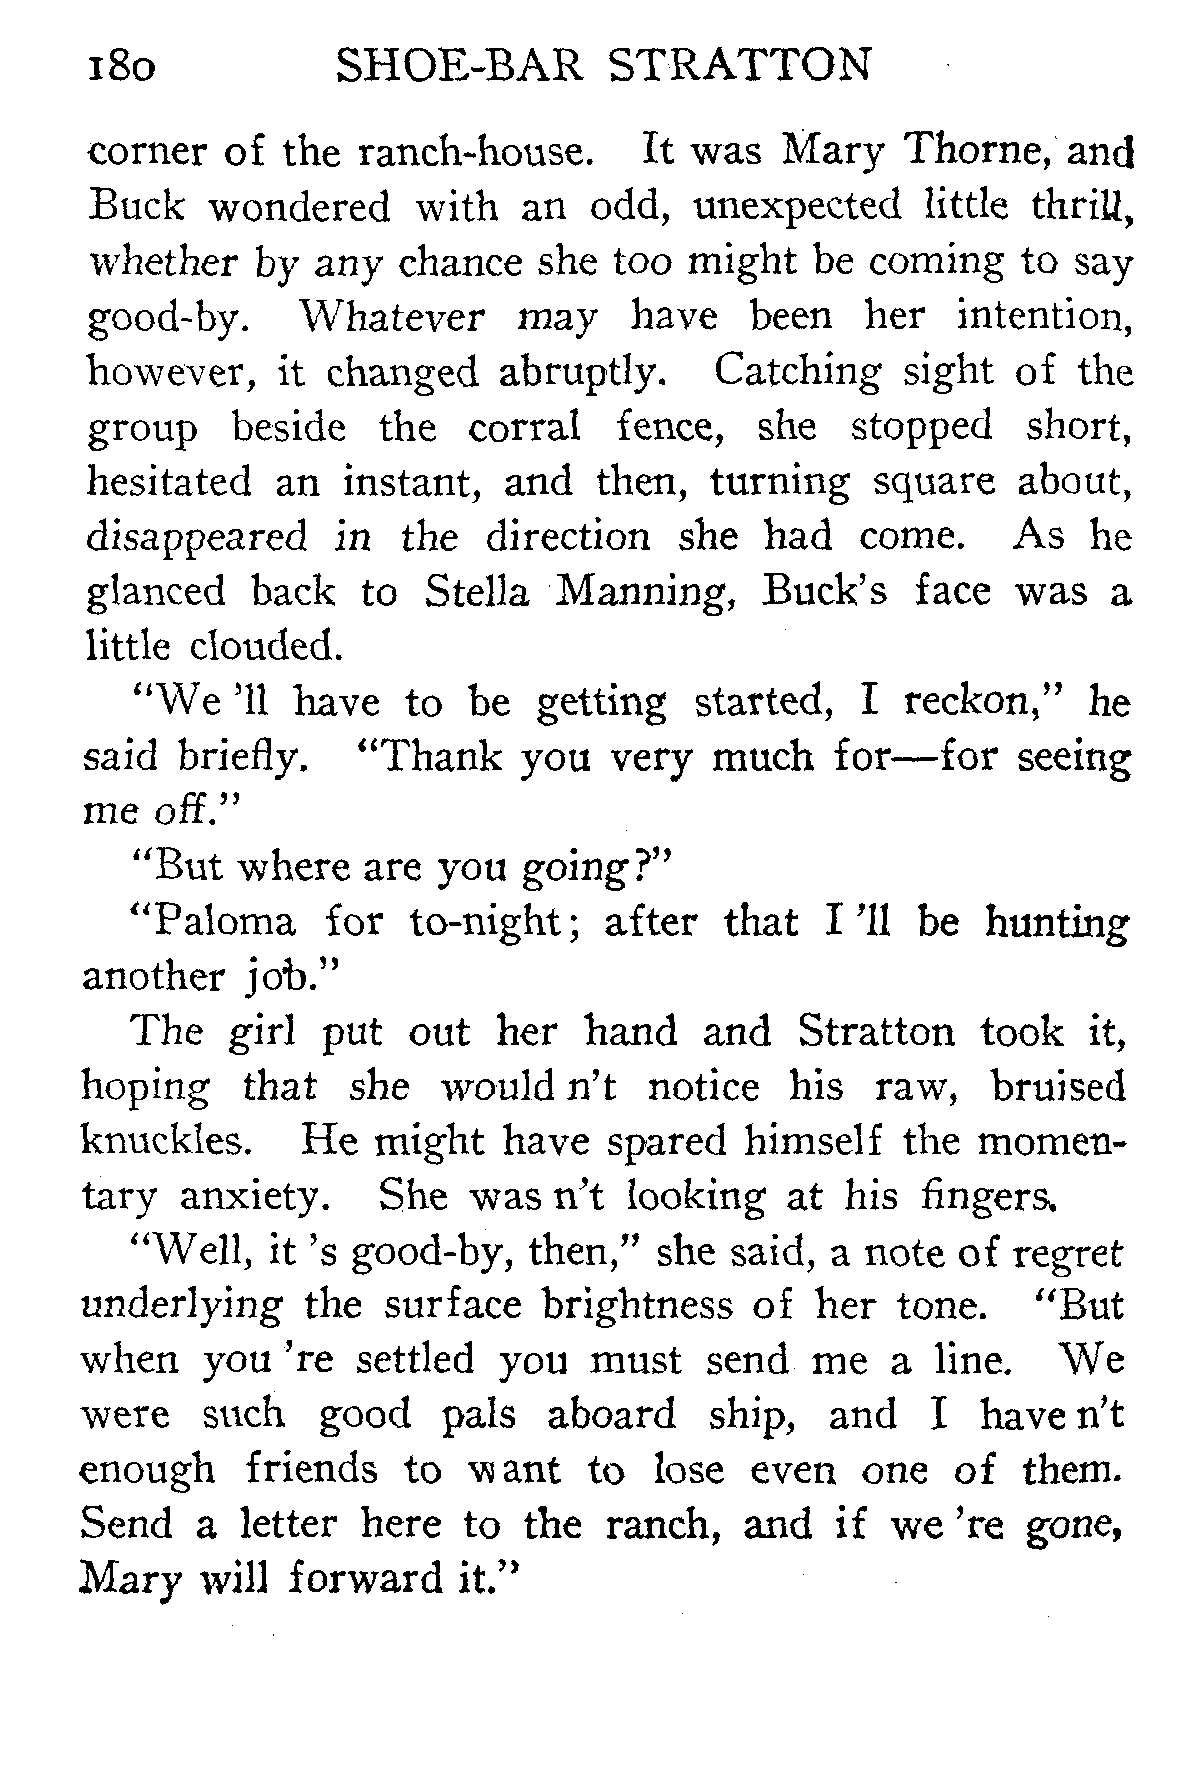 180 SHOE-BAR STRATTON
corner of the ranch-house. It was Mary Thorne, and
Buck wondered with an odd, unexpected little thrill,
whether by any chance she too might be coming to say
good-by. Whatever may have been her intention,
however, it changed abruptly. Catching sight of the
group beside the corral fence, she stopped short,
hesitated an instant, and then, turning square about,
disappeared in the direction she had come. As he
glanced back to Stella Manning, Buck's face was a
little clouded.
"We 'll have to be getting started, I reckon," he
said briefly. "Thank you very much for—for seeing
me off."
"But where are you going?"
"Paloma for to-night; after that I 'll be hunting
another job."
The girl put out her hand and Stratton took it,
hoping that she would n't notice his raw, bruised
knuckles. He might have spared himself the momen-
tary anxiety. She was n't looking at his fingers.
"Well, it 's good-by, then," she said, a note of regret
underlying the surface brightness of her tone. "But
when you 're settled you must send me a line. We
were such good pals aboard ship, and I have n't
enough friends to want to lose even one of them.
Send a letter here to the ranch, and if we 're gone,
Mary will forward it."